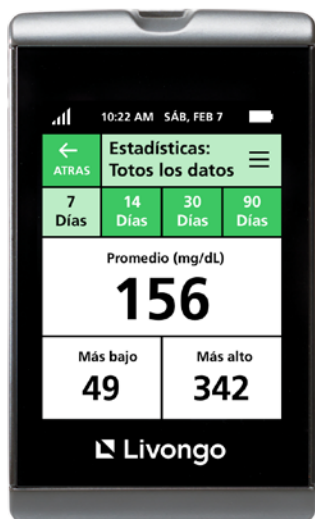 10:22 AM SÁB, FEB 7
←
ATRAS
Estadísticas:
Totos los datos
7
Días
14
Días
30
Días
90
Días
Promedio (mg/dL)
156
Más bajo
49
Más alto
342
Livongo